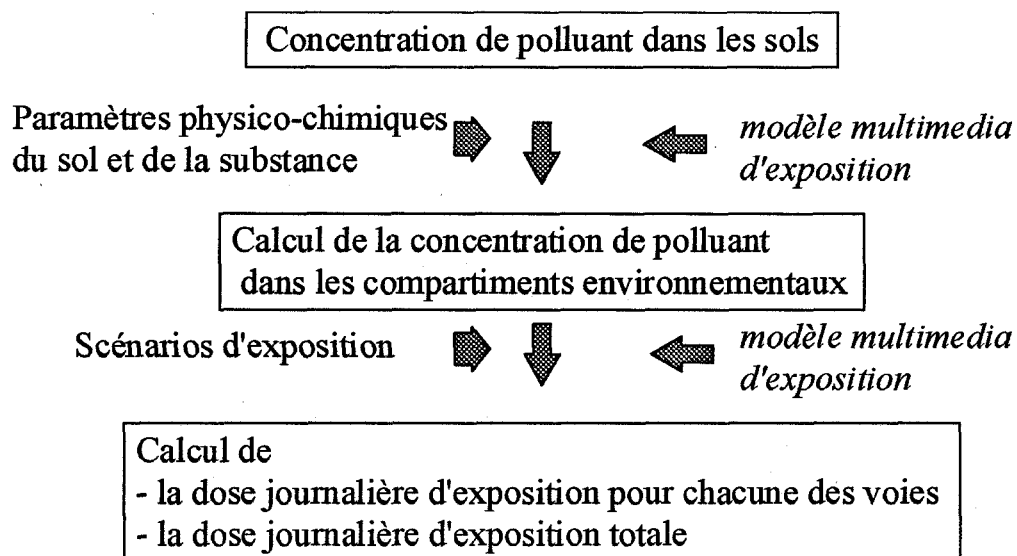 Concentration de polluant dans les sols
Paramètres physico-chimiques
du sol et de la substance
modèle multimedia
d'exposition
Calcul de la concentration de polluant
dans les compartiments environnementaux
Scénarios d'exposition
modèle multimedia
d'exposition
Calcul de
- la dose journalière d'exposition pour chacune des voies
- la dose journalière d'exposition totale